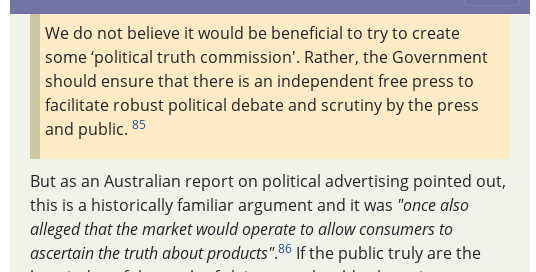 We do not believe it would be beneficial to try to create
some ‘political truth commission'. Rather, the Government
should ensure that there is an independent free press to
facilitate robust political debate and scrutiny by the press
and public. 85
But as an Australian report on political advertising pointed out,
this is a historically familiar argument and it was "once also
alleged that the market would operate to allow consumers to
ascertain the truth about products".86 If the public truly are the